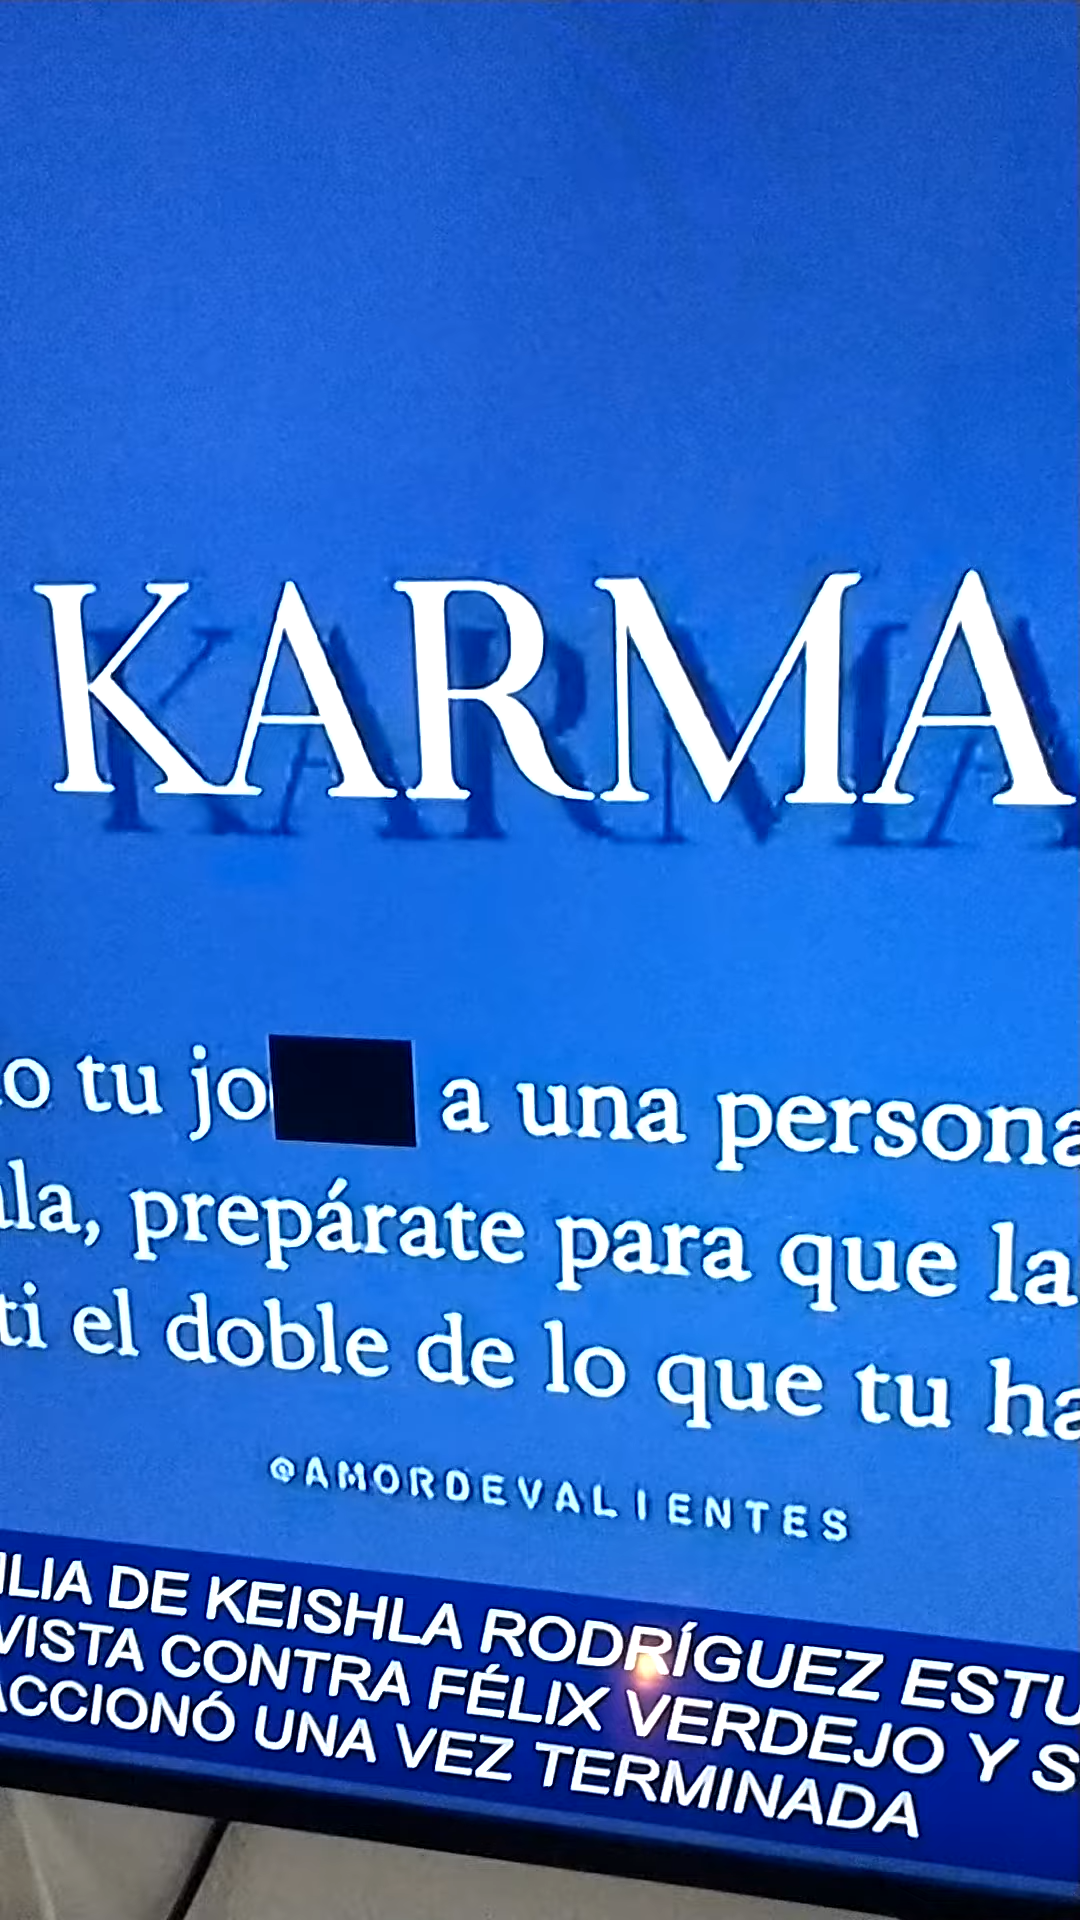 KARMA
o tu jo a una persona
la, prepárate para que la
ti el doble de lo que tu ha
@AMORDEVALIENTES
ILIA DE KEISHLA RODRÍGUEZ ESTU
VISTA CONTRA FÉLIX VERDEJO Y S
ACCIONÓ UNA VEZ TERMINADA